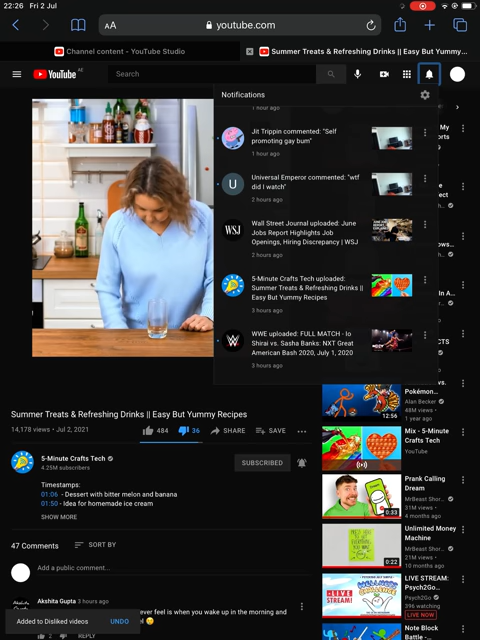 22:26 Fri 2 Jul
AA
youtube.com
Channel content - YouTube Studio
Summer Treats & Refreshing Drinks || Easy But Yummy...
YouTube AE
Search
Notifications
1 hour ago
Jit Trippin commented: "Self
promoting gay bum"
1 hour ago
U
Universal Emperor commented: "wtf
did I watch"
2 hours ago
WSJ
Wall Street Journal uploaded: June
Jobs Report Highlights Job
Openings, Hiring Discrepancy | WSJ
2 hours ago
5-Minute Crafts Tech uploaded:
Summer Treats & Refreshing Drinks ||
Easy But Yummy Recipes
3 hours ago
WWE uploaded: FULL MATCH - Io
Shirai vs. Sasha Banks: NXT Great
American Bash 2020, July 1, 2020
3 hours ago
Summer Treats & Refreshing Drinks || Easy But Yummy Recipes
14,178 views • Jul 2, 2021
484
36
SHARE
SAVE
5-Minute Crafts Tech
4.25M subscribers
SUBSCRIBED
Timestamps:
01:06 - Dessert with bitter melon and banana
01:50 - Idea for homemade ice cream
SHOW MORE
47 Comments
SORT BY
Add a public comment...
Akshita Gupta 3 hours ago
ever feel is when you wake up in the morning and
REPLY
Added to Disliked videos
UNDO
My
orts
Pokémon...
Alan Becker
48M views •
1 year ago
12:56
Mix - 5-Minute
Crafts Tech
YouTube
Prank Calling
Dream
MrBeast Shor...
31M views •
4 months ago
0:33
Unlimited Money
Machine
MrBeast Shor...
21M views •
10 months ago
0:22
LIVE STREAM:
Psych2Go...
Psych2Go
396 watching
LIVE NOW
LIVE
STREAM!
Note Block
Battle -